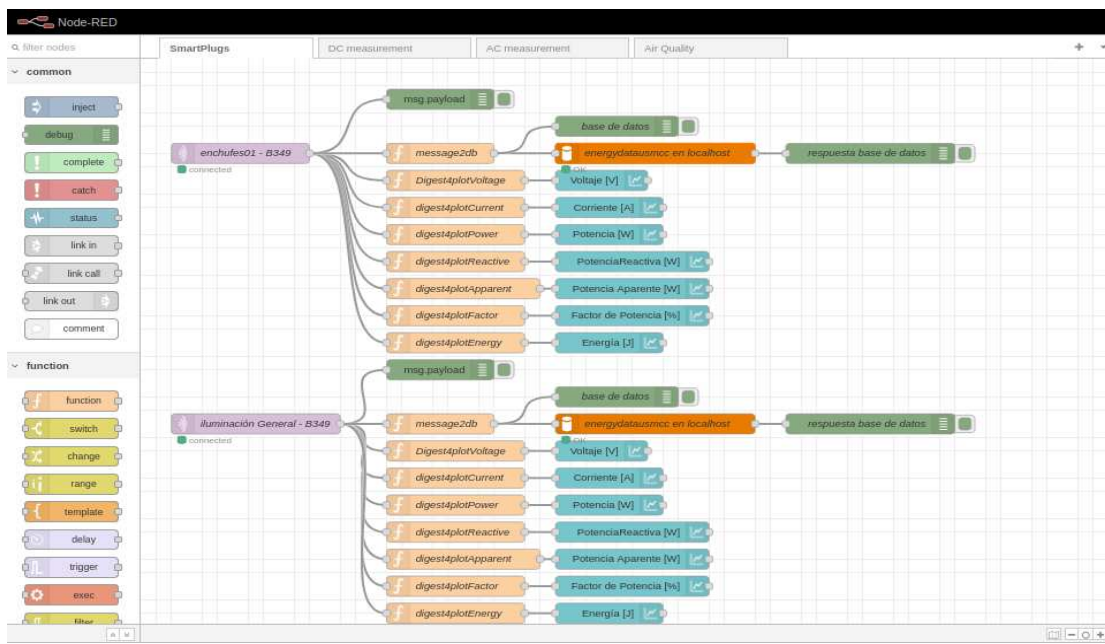 Node-RED
filter nodes
SmartPlugs
DC measurement
AC measurement
Air Quality
common
inject
debug
complete
catch
status
link in
link call
link out
comment
function
function
switch
change
range
template
delay
trigger
exec
filter
msg.payload
base de datos
enchufes01 - B349
connected
message2db
energydatausmcc en localhost
OK
respuesta base de datos
Digest4plotVoltage
Voltaje [V]
digest4plotCurrent
Corriente [A]
digest4plotPower
Potencia [W]
digest4plotReactive
PotenciaReactiva [W]
digest4plotApparent
Potencia Aparente [W]
digest4plotFactor
Factor de Potencia [%]
digest4plotEnergy
Energía [J]
msg.payload
base de datos
iluminación General - B349
connected
message2db
energydatausmcc en localhost
OK
respuesta base de datos
Digest4plotVoltage
Voltaje [V]
digest4plotCurrent
Corriente [A]
digest4plotPower
Potencia [W]
digest4plotReactive
PotenciaReactiva [W]
digest4plotApparent
Potencia Aparente [W]
digest4plotFactor
Factor de Potencia [%]
digest4plotEnergy
Energía [J]